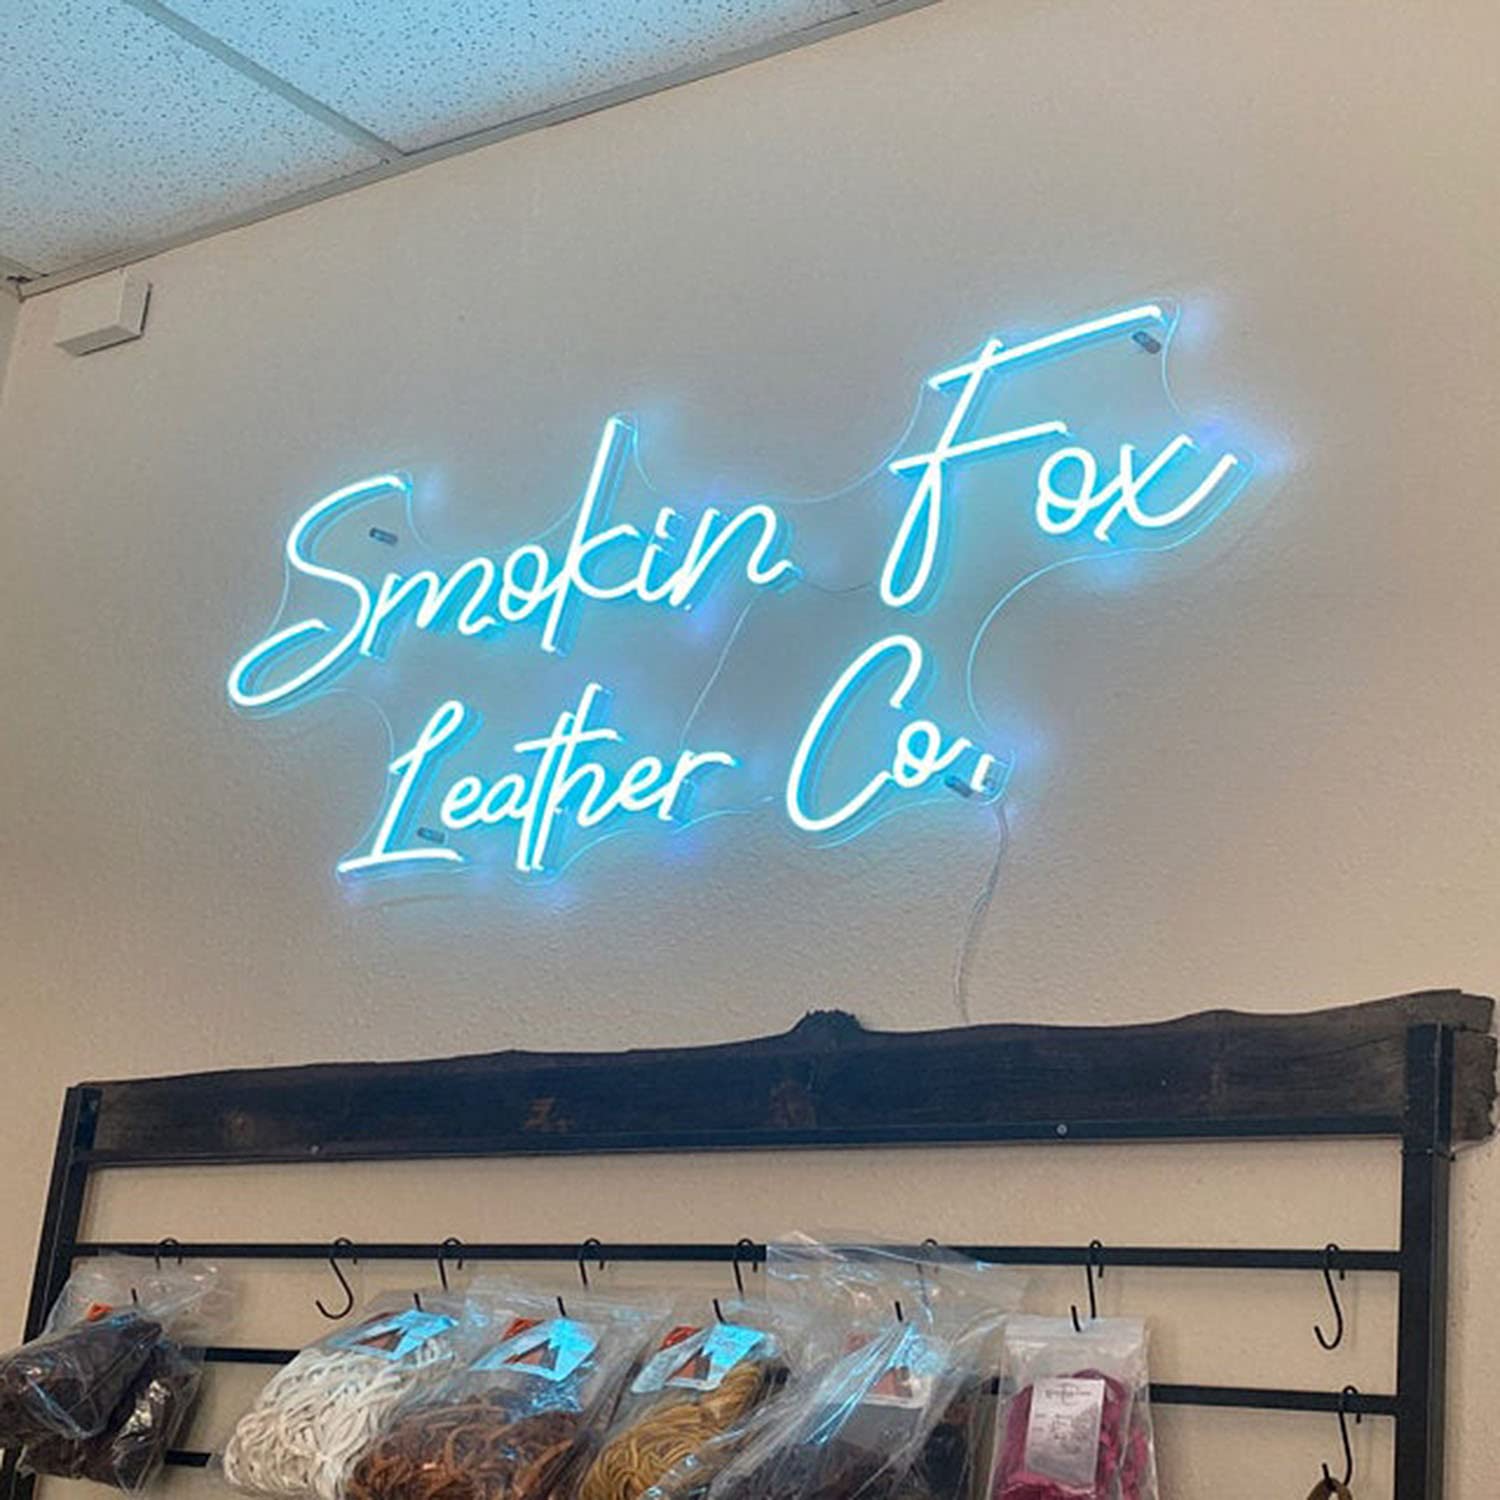 Smokin Fox
Leather Co.